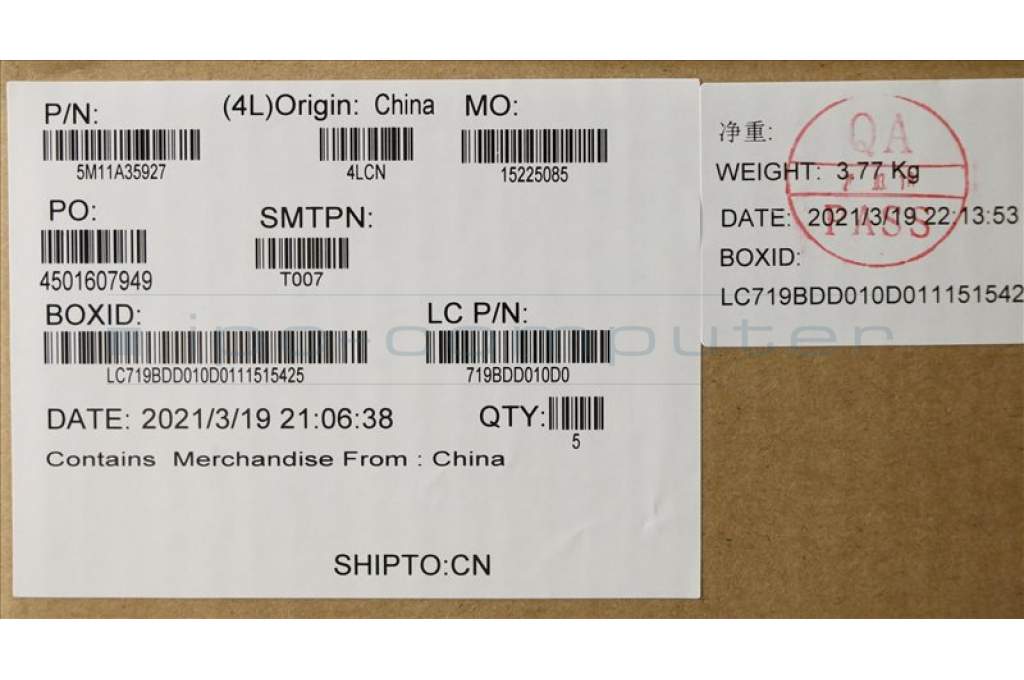 P/N: (4L)Origin: China MO:
5M11A35927 4LCN 15225085
PO: SMTPN:
4501607949 T007
BOXID: LC P/N:
LC719BDD010D0111515425 719BDD010D0
DATE: 2021/3/19 21:06:38 QTY:
5
Contains Merchandise From : China
SHIPTO:CN
净重:
WEIGHT: 3.77 Kg
DATE: 2021/3/19 22:13:53
BOXID:
LC719BDD010D011151542
QA
PASS
ipc-computer